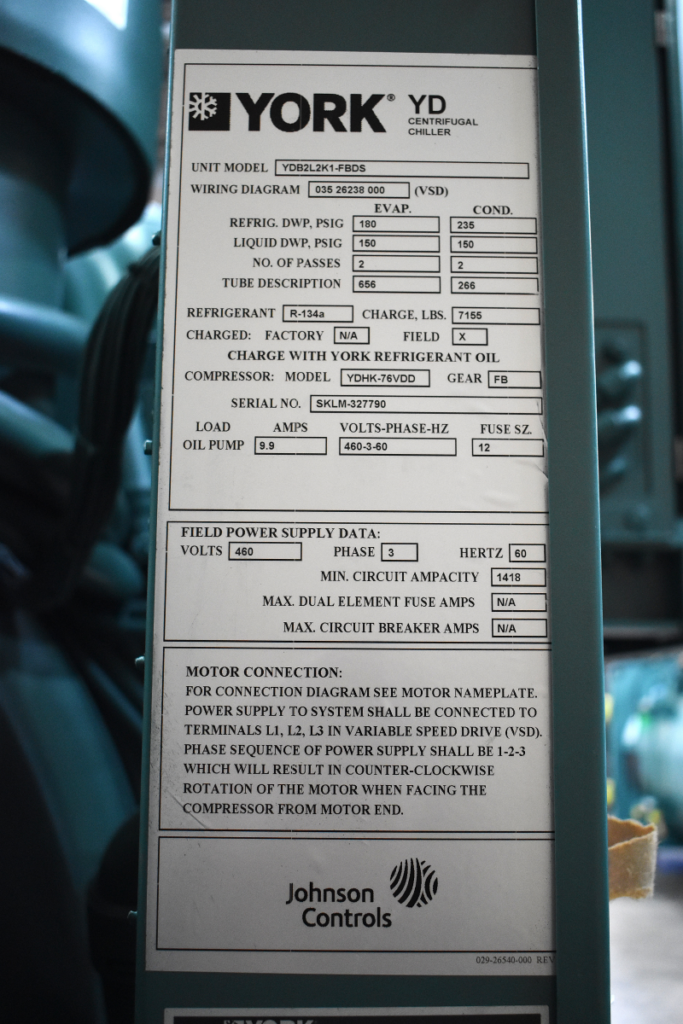 YORK® YD
CENTRIFUGAL
CHILLER
UNIT MODEL YDB2L2K1-FBDS
WIRING DIAGRAM 035 26238 000 (VSD)
EVAP. COND.
REFRIG. DWP, PSIG 180 235
LIQUID DWP, PSIG 150 150
NO. OF PASSES 2 2
TUBE DESCRIPTION 656 266
REFRIGERANT R-134a CHARGE, LBS. 7155
CHARGED: FACTORY N/A FIELD X
CHARGE WITH YORK REFRIGERANT OIL
COMPRESSOR: MODEL YDHK-76VDD GEAR FB
SERIAL NO. SKLM-327790
LOAD AMPS VOLTS-PHASE-HZ FUSE SZ.
OIL PUMP 9.9 460-3-60 12
FIELD POWER SUPPLY DATA:
VOLTS 460 PHASE 3 HERTZ 60
MIN. CIRCUIT AMPACITY 1418
MAX. DUAL ELEMENT FUSE AMPS N/A
MAX. CIRCUIT BREAKER AMPS N/A
MOTOR CONNECTION:
FOR CONNECTION DIAGRAM SEE MOTOR NAMEPLATE.
POWER SUPPLY TO SYSTEM SHALL BE CONNECTED TO
TERMINALS L1, L2, L3 IN VARIABLE SPEED DRIVE (VSD).
PHASE SEQUENCE OF POWER SUPPLY SHALL BE 1-2-3
WHICH WILL RESULT IN COUNTER-CLOCKWISE
ROTATION OF THE MOTOR WHEN FACING THE
COMPRESSOR FROM MOTOR END.
Johnson
Controls
029-26540-000 REV
YORK